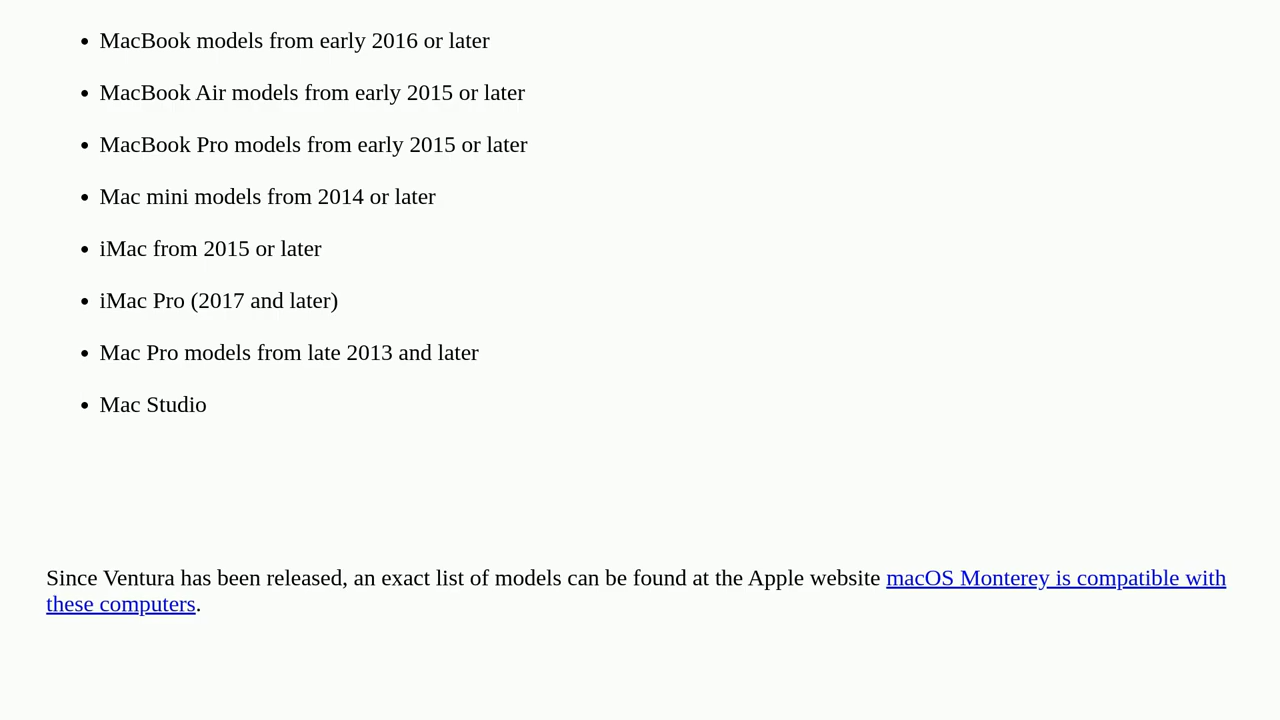 • MacBook models from early 2016 or later
• MacBook Air models from early 2015 or later
• MacBook Pro models from early 2015 or later
• Mac mini models from 2014 or later
• iMac from 2015 or later
• iMac Pro (2017 and later)
• Mac Pro models from late 2013 and later
• Mac Studio
Since Ventura has been released, an exact list of models can be found at the Apple website macOS Monterey is compatible with
these computers.